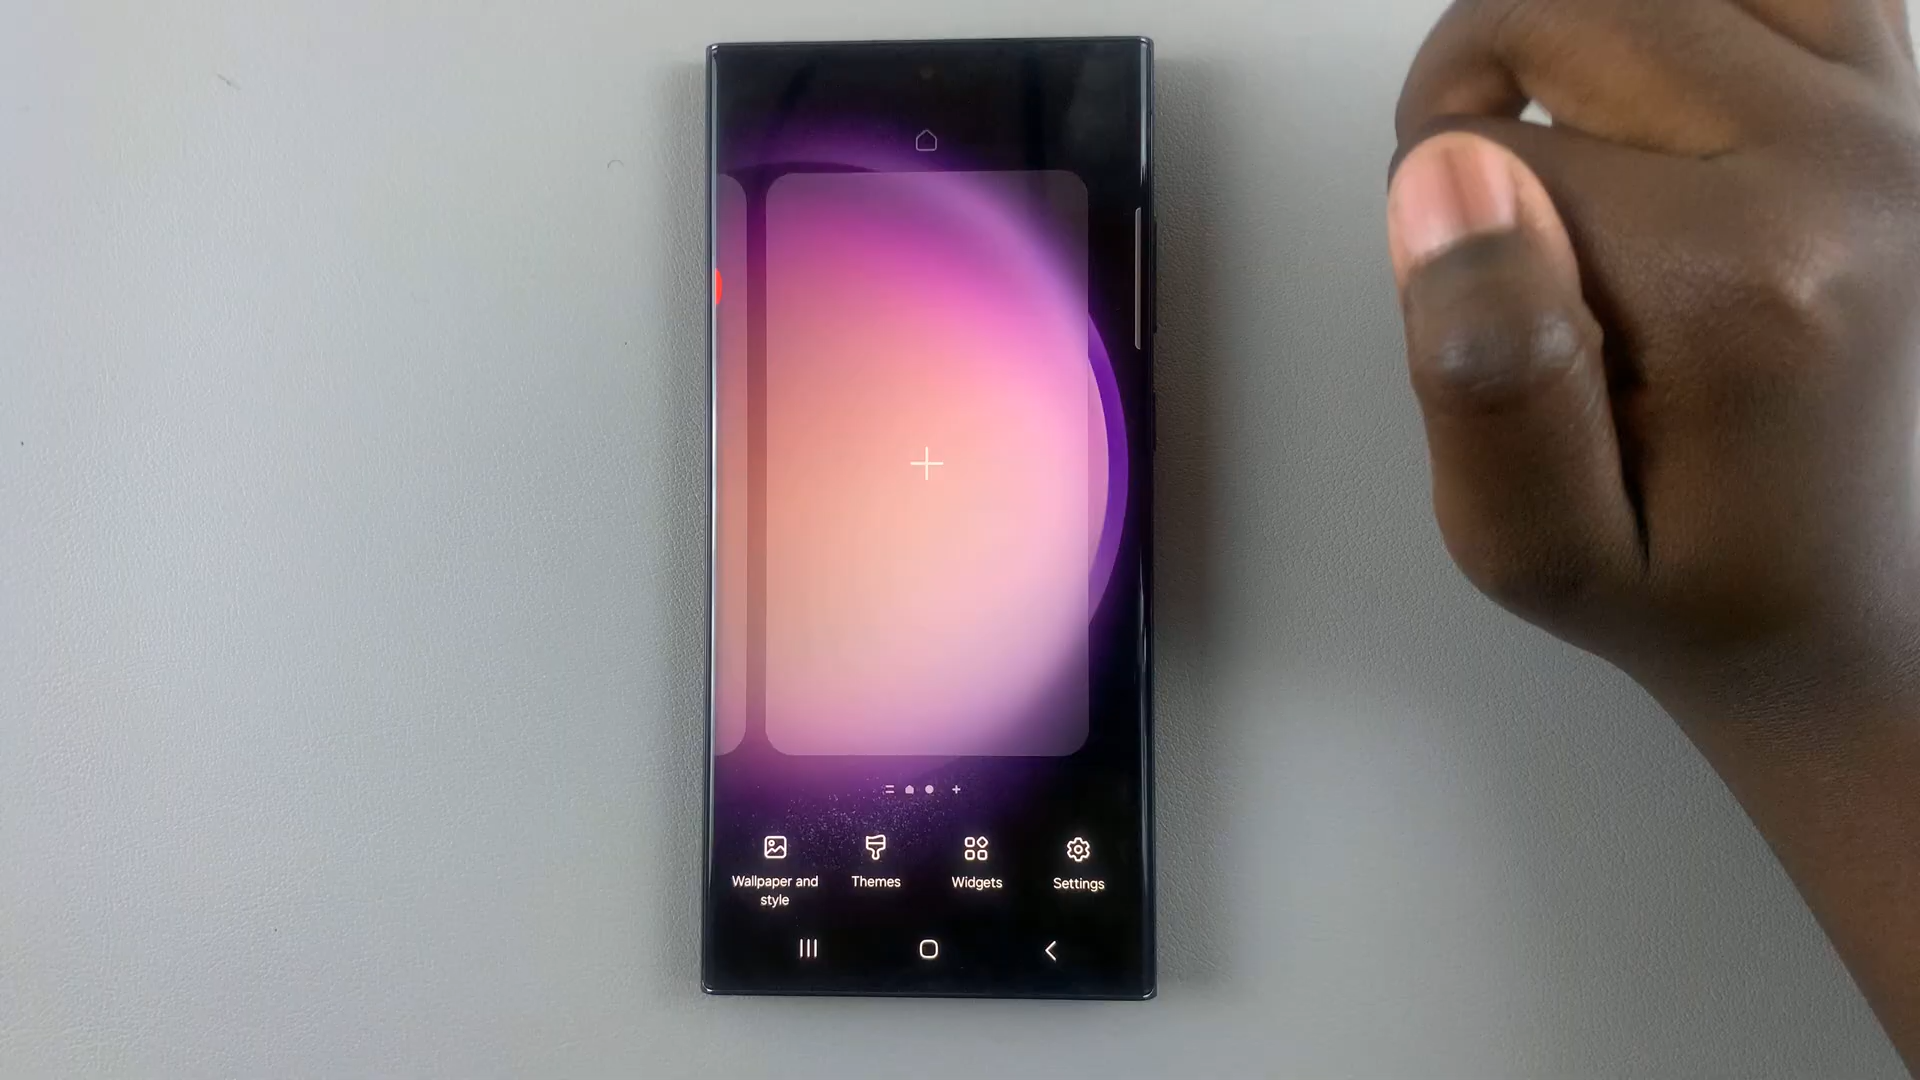 Wallpaper and
style
Themes
Widgets
Settings